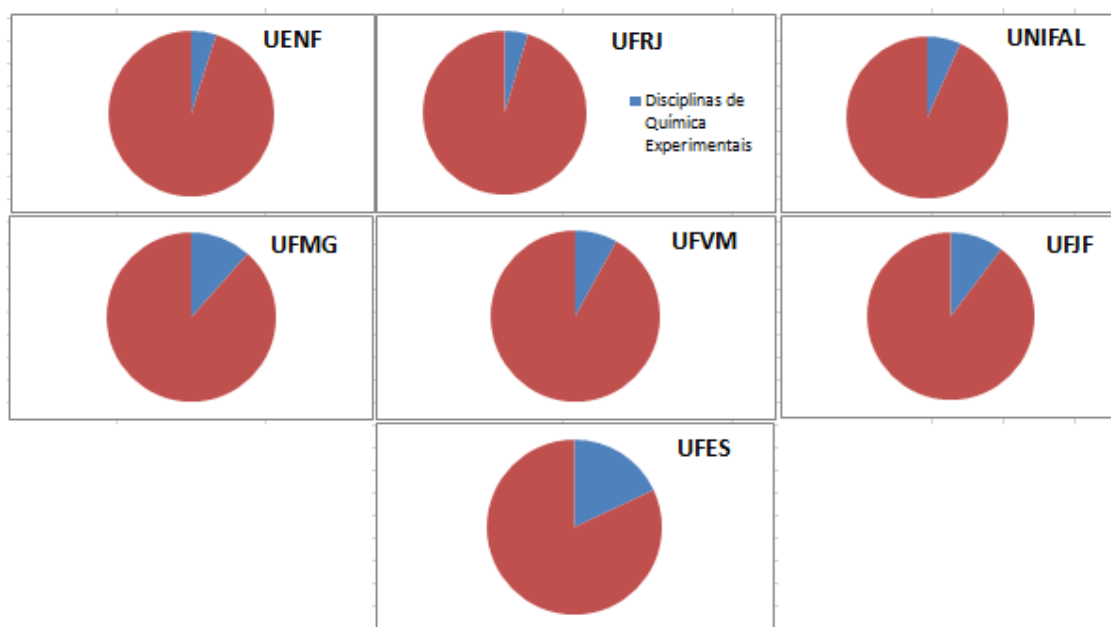 UENF
UFRJ
Disciplinas de
Química
Experimentais
UNIFAL
UFMG
UFVM
UFJF
UFES